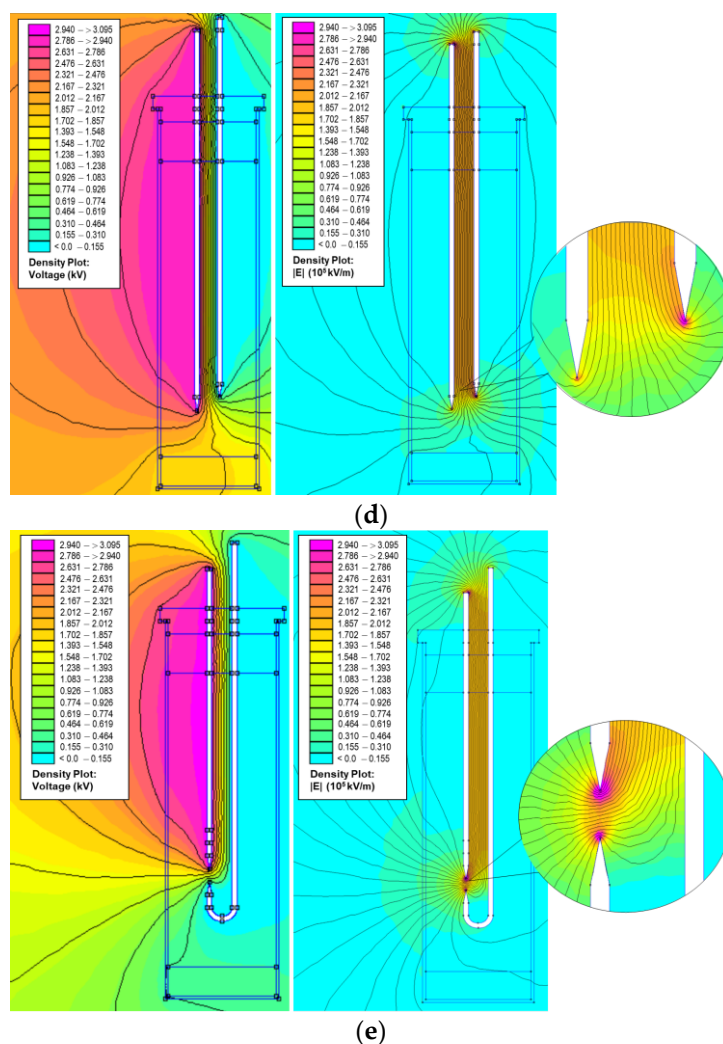 2.940 –> 3.095
2.786 –> 2.940
2.631 – 2.786
2.476 – 2.631
2.321 – 2.476
2.167 – 2.321
2.012 – 2.167
1.857 – 2.012
1.702 – 1.857
1.548 – 1.702
1.393 – 1.548
1.238 – 1.393
1.083 – 1.238
0.926 – 1.083
0.774 – 0.926
0.619 – 0.774
0.464 – 0.619
0.310 – 0.464
0.155 – 0.310
< 0.0 – 0.155
Density Plot:
Voltage (kV)
2.940 –> 3.095
2.786 –> 2.940
2.631 – 2.786
2.476 – 2.631
2.321 – 2.476
2.167 – 2.321
2.012 – 2.167
1.857 – 2.012
1.702 – 1.857
1.548 – 1.702
1.393 – 1.548
1.238 – 1.393
1.083 – 1.238
0.926 – 1.083
0.774 – 0.926
0.619 – 0.774
0.464 – 0.619
0.310 – 0.464
0.155 – 0.310
< 0.0 – 0.155
Density Plot:
|E| (10⁵ kV/m)
(d)
2.940 –> 3.095
2.786 –> 2.940
2.631 – 2.786
2.476 – 2.631
2.321 – 2.476
2.167 – 2.321
2.012 – 2.167
1.857 – 2.012
1.702 – 1.857
1.548 – 1.702
1.393 – 1.548
1.238 – 1.393
1.083 – 1.238
0.926 – 1.083
0.774 – 0.926
0.619 – 0.774
0.464 – 0.619
0.310 – 0.464
0.155 – 0.310
< 0.0 – 0.155
Density Plot:
Voltage (kV)
2.940 –> 3.095
2.786 –> 2.940
2.631 – 2.786
2.476 – 2.631
2.321 – 2.476
2.167 – 2.321
2.012 – 2.167
1.857 – 2.012
1.702 – 1.857
1.548 – 1.702
1.393 – 1.548
1.238 – 1.393
1.083 – 1.238
0.926 – 1.083
0.774 – 0.926
0.619 – 0.774
0.464 – 0.619
0.310 – 0.464
0.155 – 0.310
< 0.0 – 0.155
Density Plot:
|E| (10⁵ kV/m)
(e)